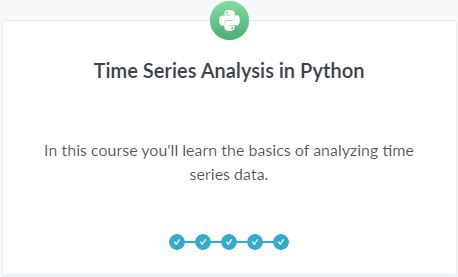 Time Series Analysis in Python
In this course you'll learn the basics of analyzing time
series data.